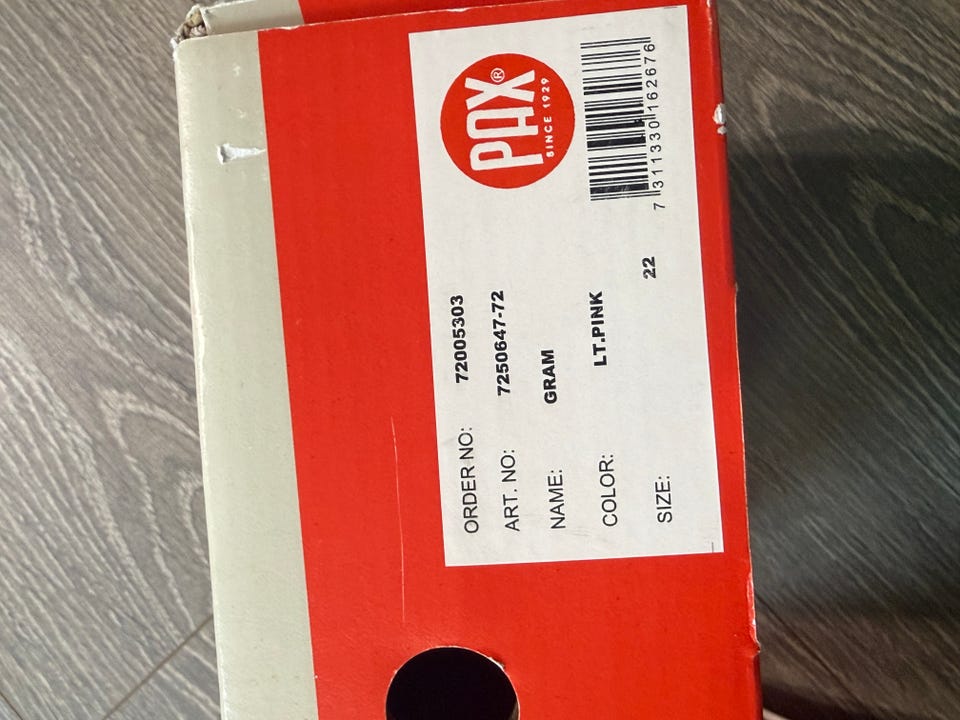 PAX®
SINCE 1929
ORDER NO: 72005303
ART. NO: 7250647-72
NAME: GRAM
COLOR: LT.PINK
SIZE: 22
7 311330 162676